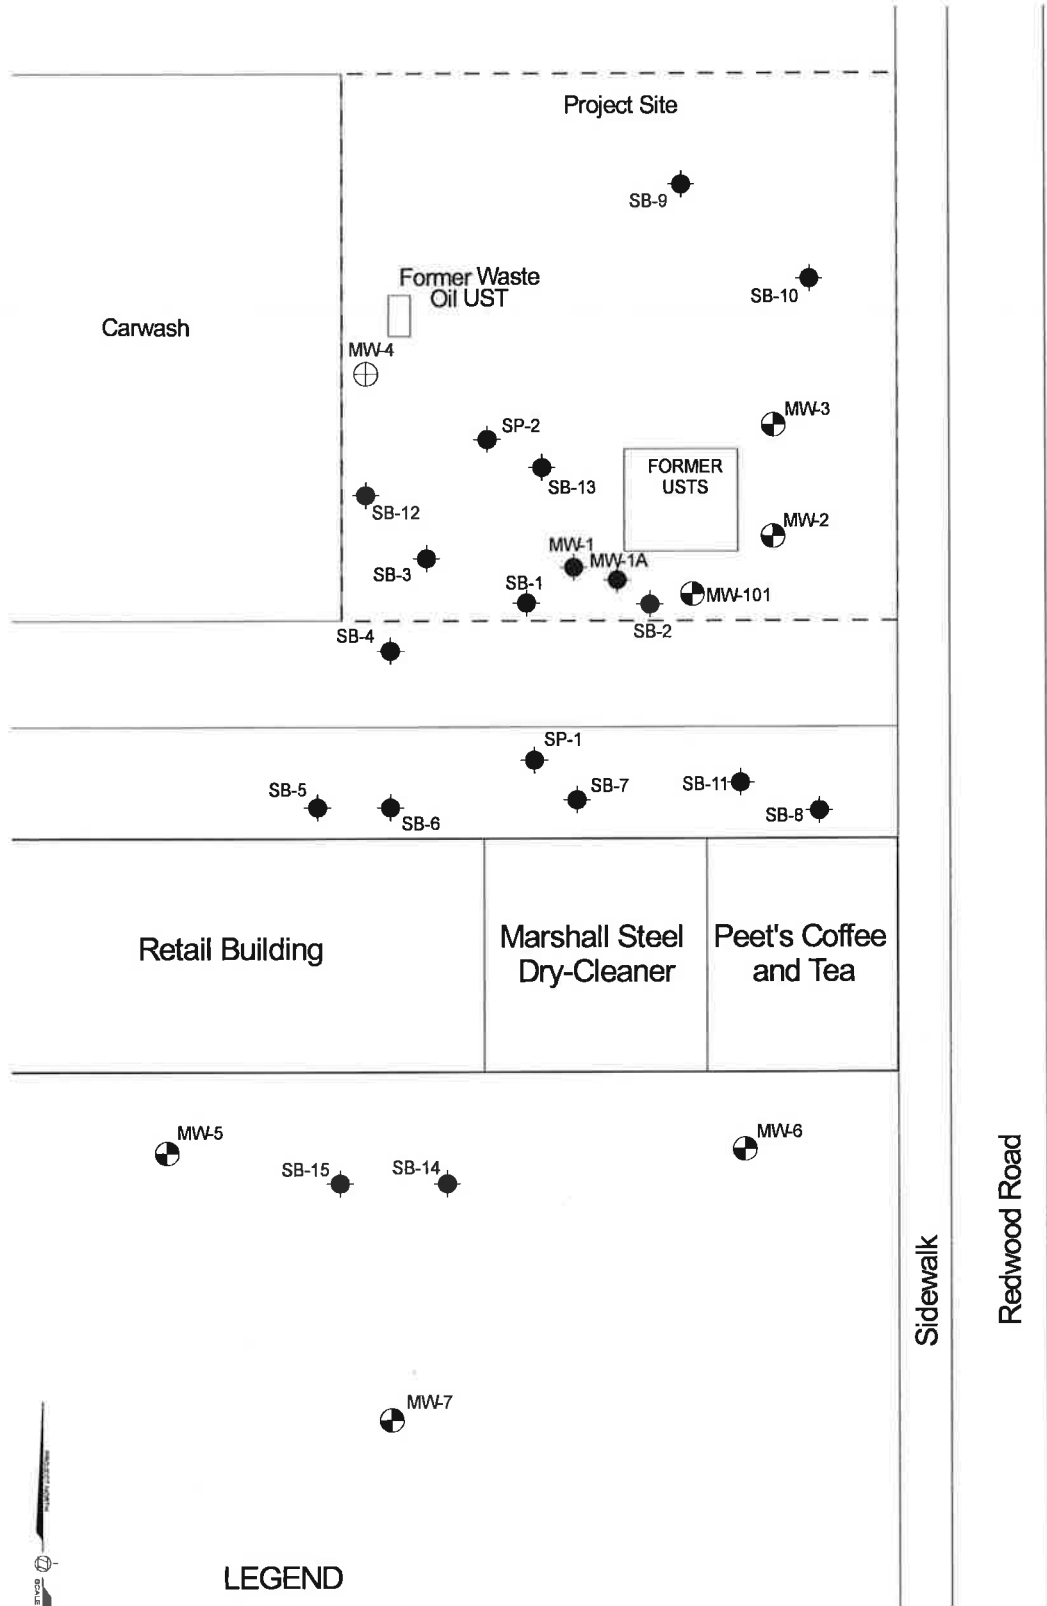 Project Site
SB-9
Former Waste
Oil UST
SB-10
Carwash
MW-4
MW-3
SP-2
FORMER
USTS
SB-13
SB-12
MW-2
MW-1
MW-1A
SB-3
SB-1
MW-101
SB-2
SB-4
SP-1
SB-5
SB-7
SB-11
SB-6
SB-8
Retail Building
Marshall Steel
Dry-Cleaner
Peet's Coffee
and Tea
MW-5
MW-6
SB-15
SB-14
Sidewalk
Redwood Road
MW-7
PROJECT NORTH
SCALE
LEGEND